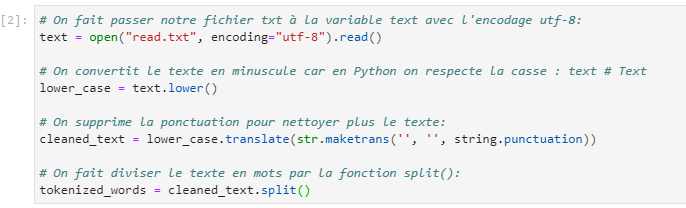 [2]: # On fait passer notre fichier txt à la variable text avec l'encodage utf-8:
text = open("read.txt", encoding="utf-8").read()
# On convertit le texte en minuscule car en Python on respecte la casse : text # Text
lower_case = text.lower()
# On supprime la ponctuation pour nettoyer plus le texte:
cleaned_text = lower_case.translate(str.maketrans('', '', string.punctuation))
# On fait diviser le texte en mots par la fonction split():
tokenized_words = cleaned_text.split()